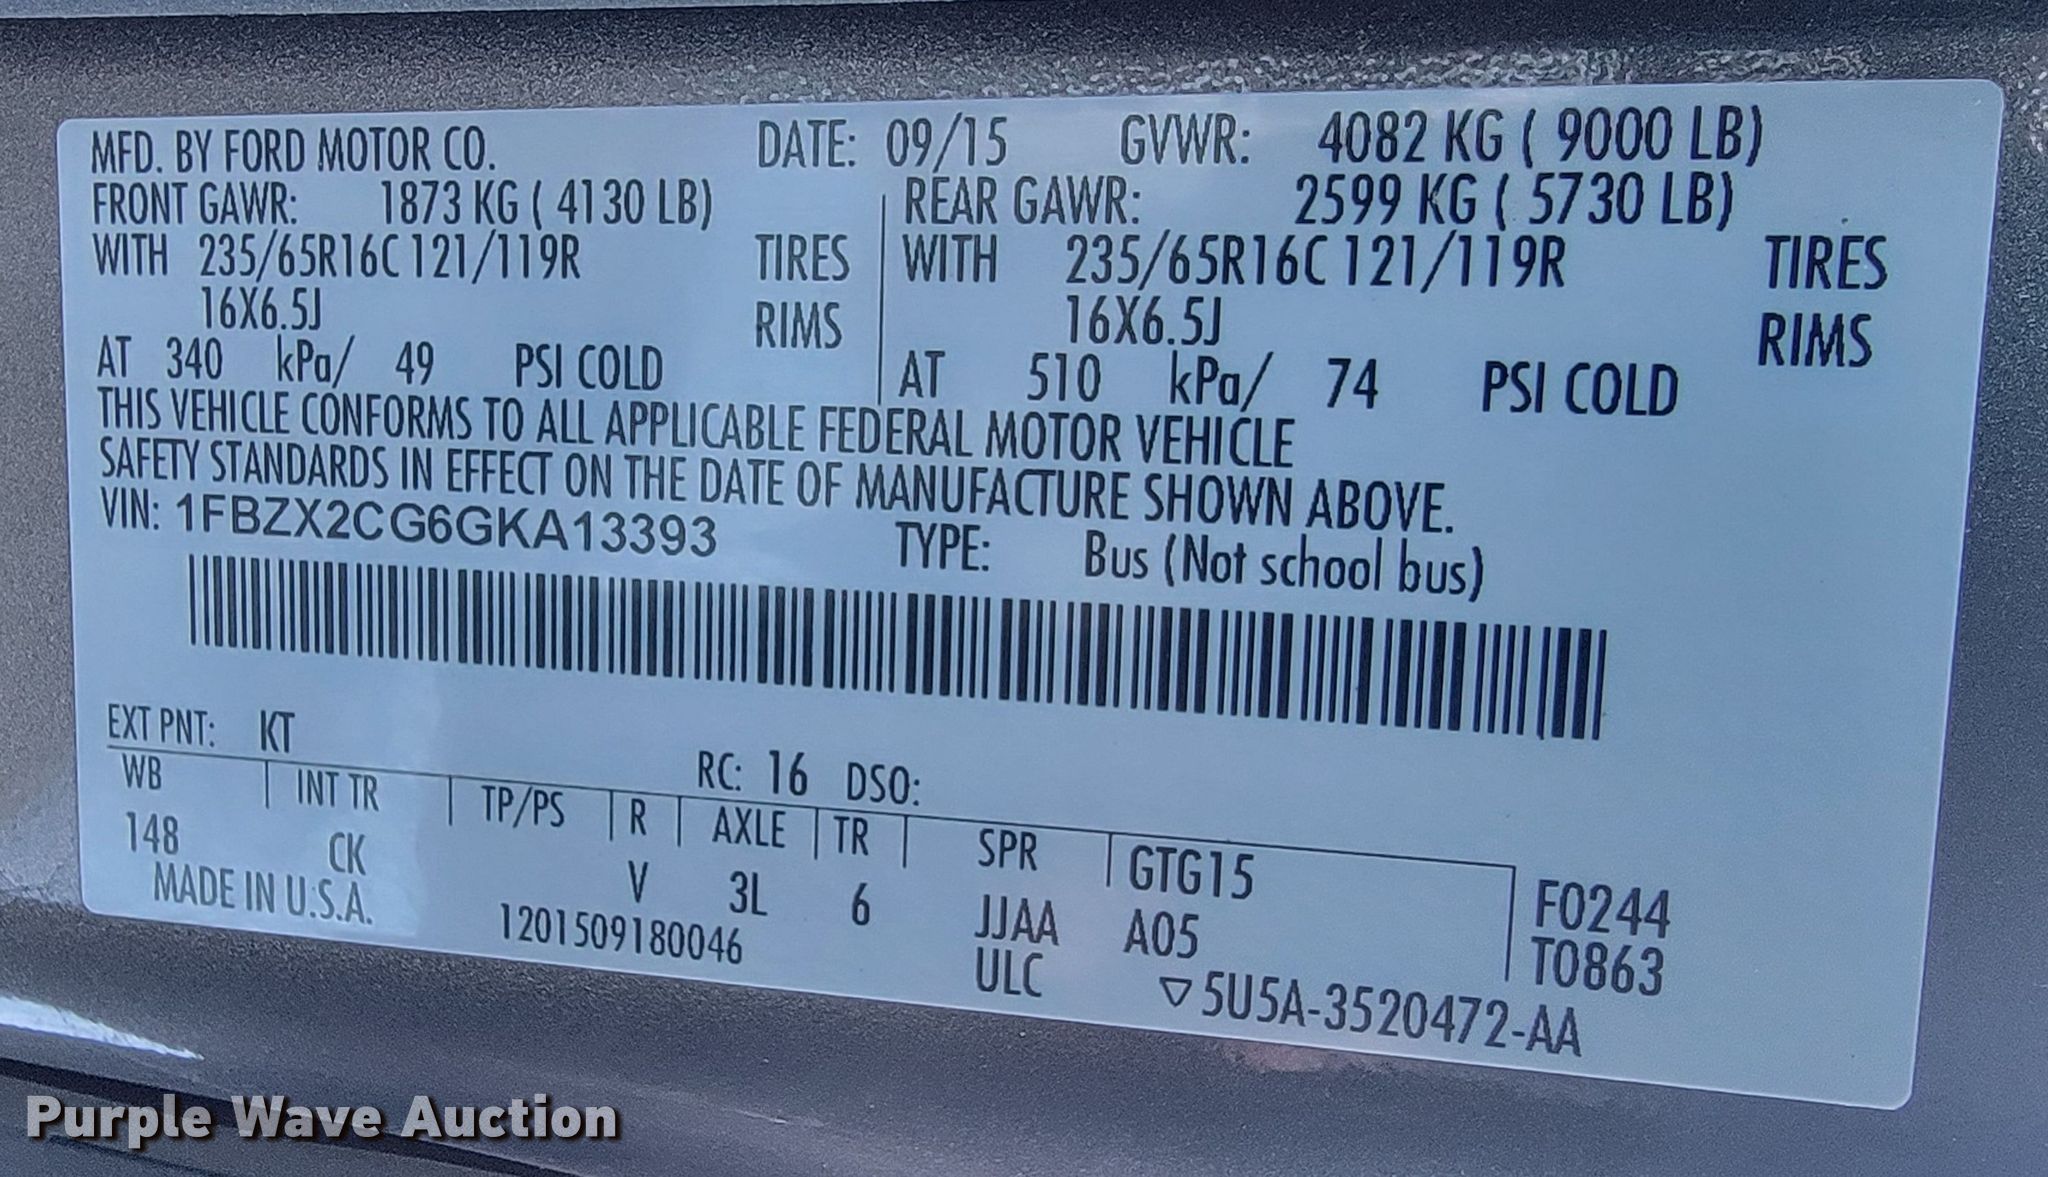 MFD. BY FORD MOTOR CO. DATE: 09/15 GVWR: 4082 KG ( 9000 LB)
FRONT GAWR: 1873 KG ( 4130 LB) REAR GAWR: 2599 KG ( 5730 LB)
WITH 235/65R16C 121/119R TIRES WITH 235/65R16C 121/119R TIRES
16X6.5J RIMS 16X6.5J RIMS
AT 340 kPa/ 49 PSI COLD AT 510 kPa/ 74 PSI COLD
THIS VEHICLE CONFORMS TO ALL APPLICABLE FEDERAL MOTOR VEHICLE
SAFETY STANDARDS IN EFFECT ON THE DATE OF MANUFACTURE SHOWN ABOVE.
VIN: 1FBZX2CG6GKA13393 TYPE: Bus (Not school bus)
EXT PNT: KT RC: 16 DSO:
WB INT TR TP/PS R AXLE TR SPR GTG15 F0244
148 CK V 3L 6 JJAA A05 T0863
MADE IN U.S.A. 1201509180046 ULC ▽5U5A-3520472-AA
Purple Wave Auction